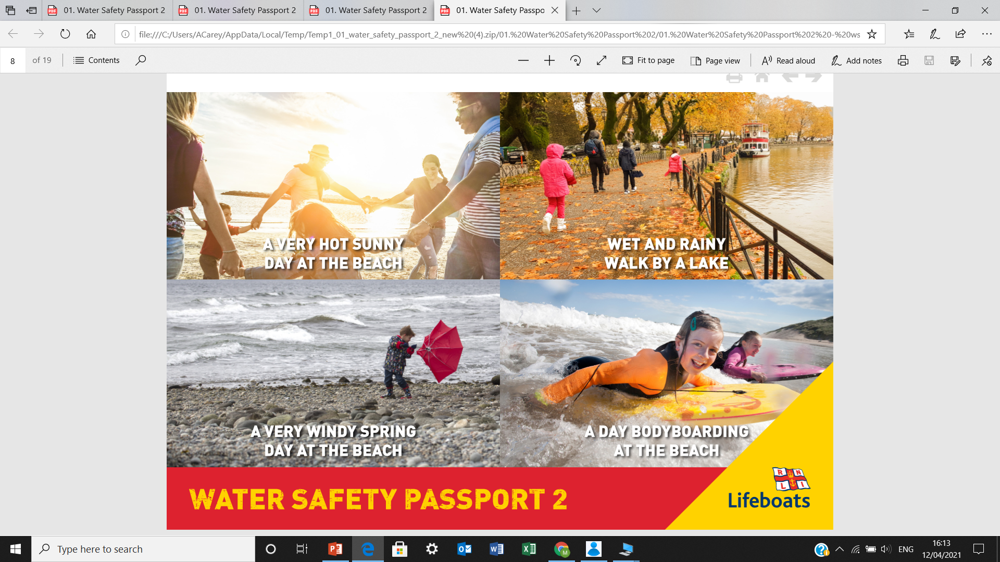 01. Water Safety Passport 2
01. Water Safety Passport 2
01. Water Safety Passport 2
01. Water Safety Passpo
file:///C:/Users/ACarey/AppData/Local/Temp/Temp1_01_water_safety_passport_2_new%20(4).zip/01.%20Water%20Safety%20Passport%202/01.%20Water%20Safety%20Passport%202%20-%20ws
8 of 19
Contents
Fit to page
Page view
Read aloud
Add notes
A VERY HOT SUNNY
DAY AT THE BEACH
WET AND RAINY
WALK BY A LAKE
A VERY WINDY SPRING
DAY AT THE BEACH
A DAY BODYBOARDING
AT THE BEACH
WATER SAFETY PASSPORT 2
R N
L I
Lifeboats
Type here to search
ENG
16:13
12/04/2021